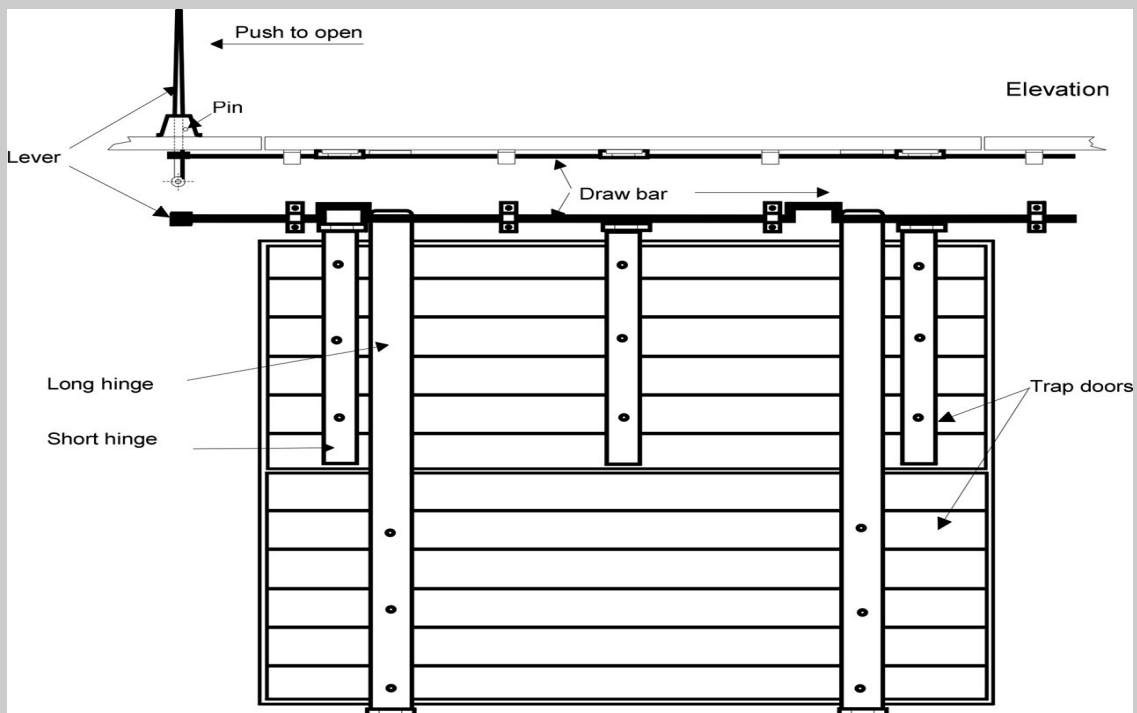 Push to open
Elevation
Pin
Lever
Draw bar
Long hinge
Trap doors
Short hinge